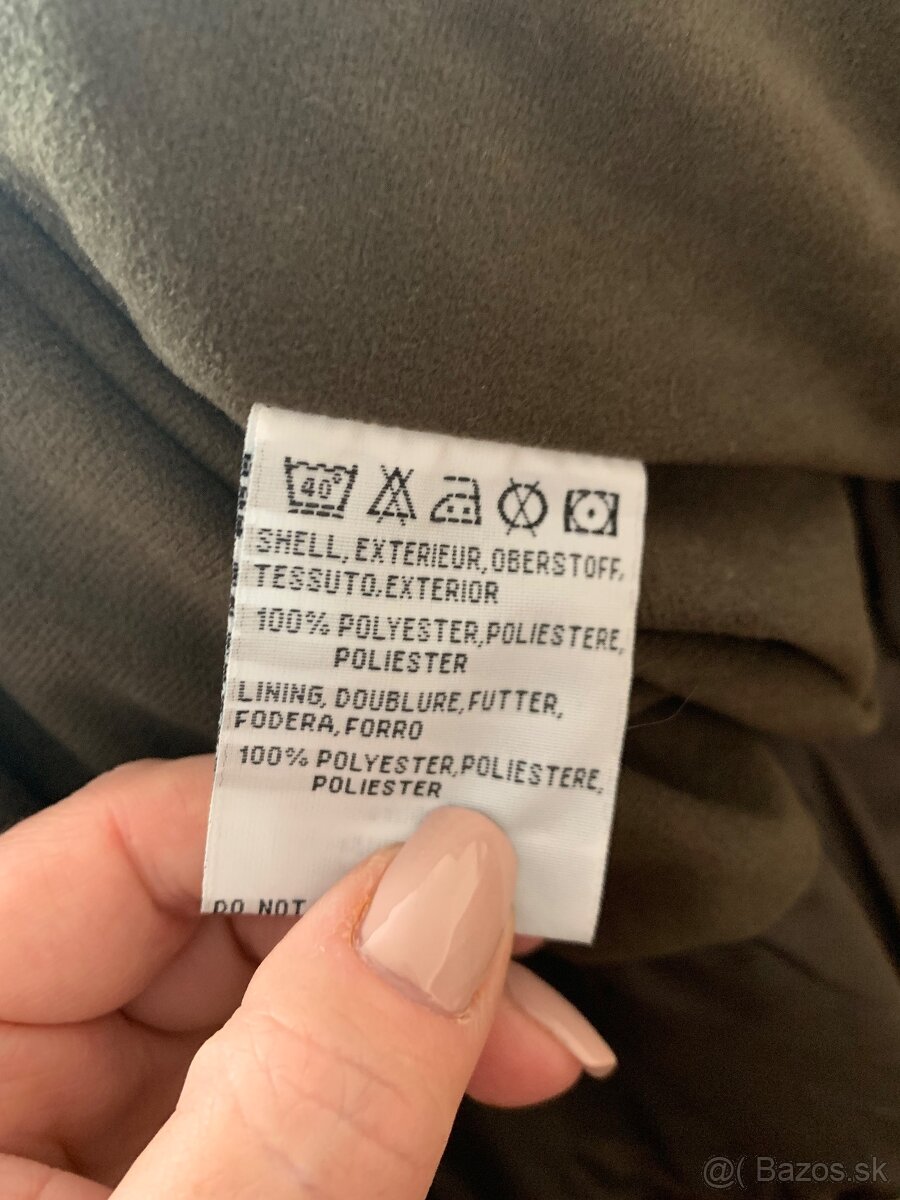 40°
SHELL, EXTERIEUR, OBERSTOFF,
TESSUTO, EXTERIOR
100% POLYESTER, POLIESTERE,
POLIESTER
LINING, DOUBLURE, FUTTER,
FODERA, FORRO
100% POLYESTER, POLIESTERE,
POLIESTER
DO NOT
@( Bazos.sk